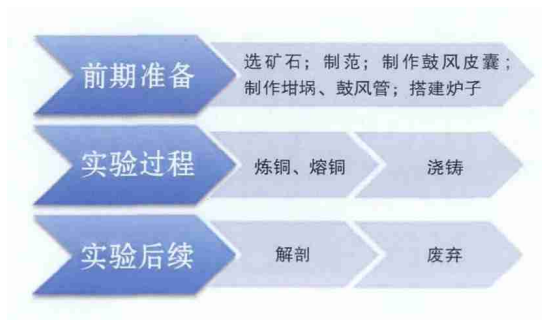 前期准备
选矿石；制范；制作鼓风皮囊；
制作坩埚、鼓风管；搭建炉子
实验过程
炼铜、熔铜
浇铸
实验后续
解剖
废弃